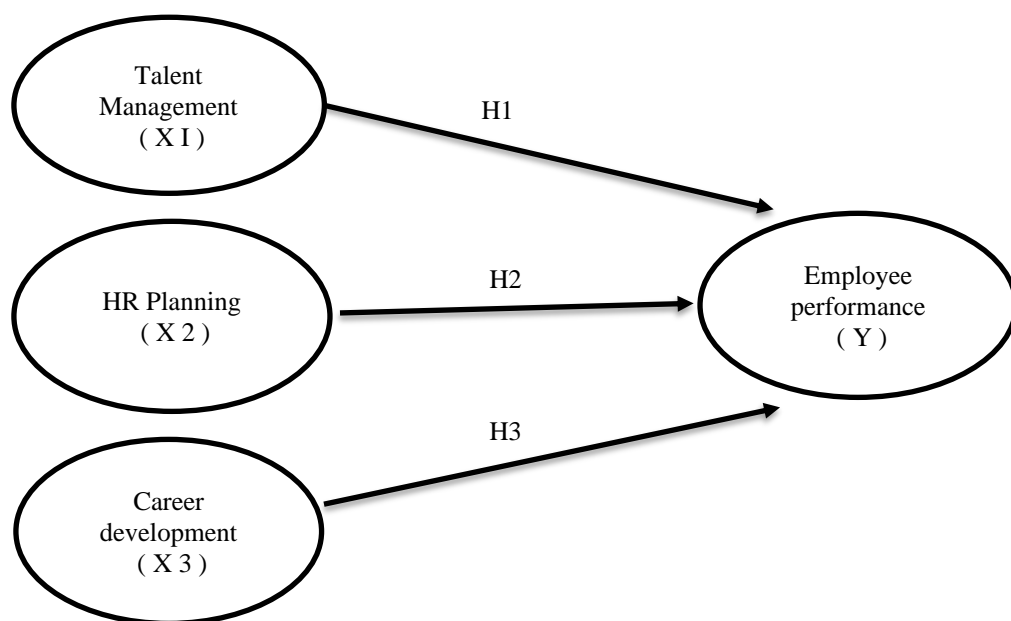 Talent
Management
( X I )
H1
HR Planning
( X 2 )
H2
Employee
performance
( Y )
H3
Career
development
( X 3 )